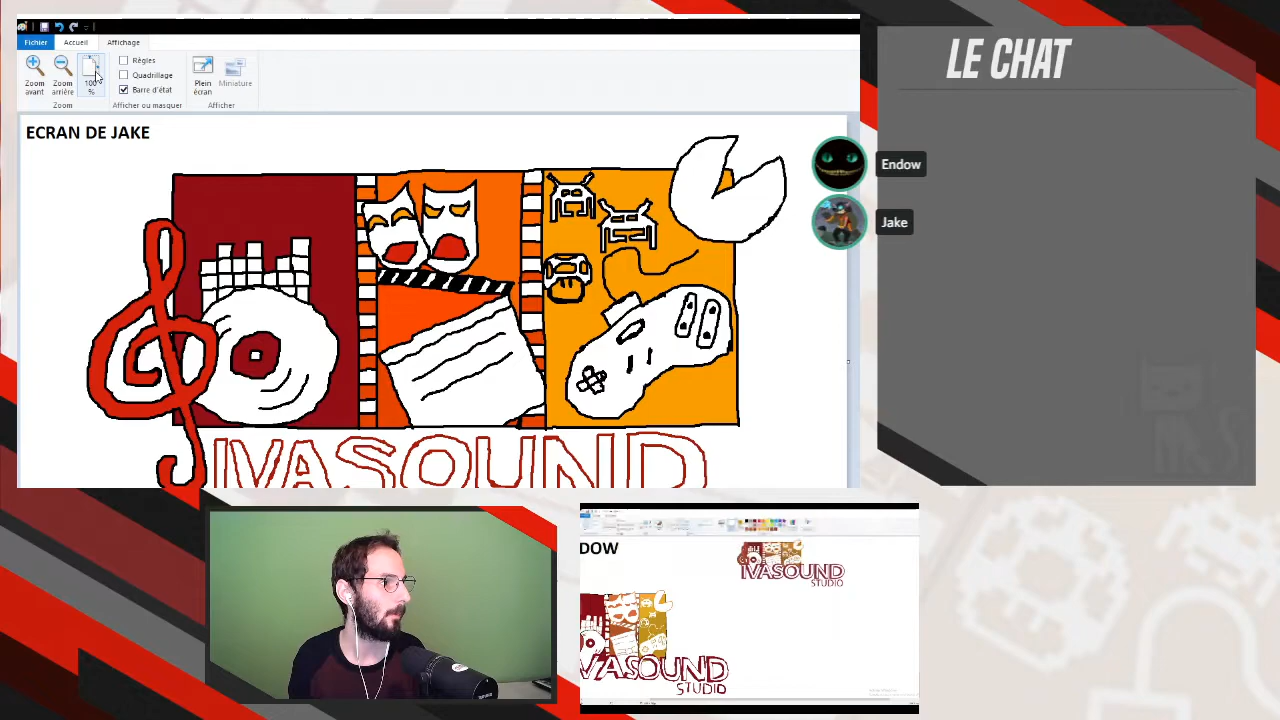 LE CHAT
Fichier
Accueil
Affichage
Zoom avant
Zoom arrière
100 %
Règles
Quadrillage
Barre d'état
Plein écran
Miniature
Zoom
Afficher ou masquer
Afficher
ECRAN DE JAKE
Endow
Jake
IVASOUND
DOW
IVASOUND
STUDIO
IVASOUND
STUDIO